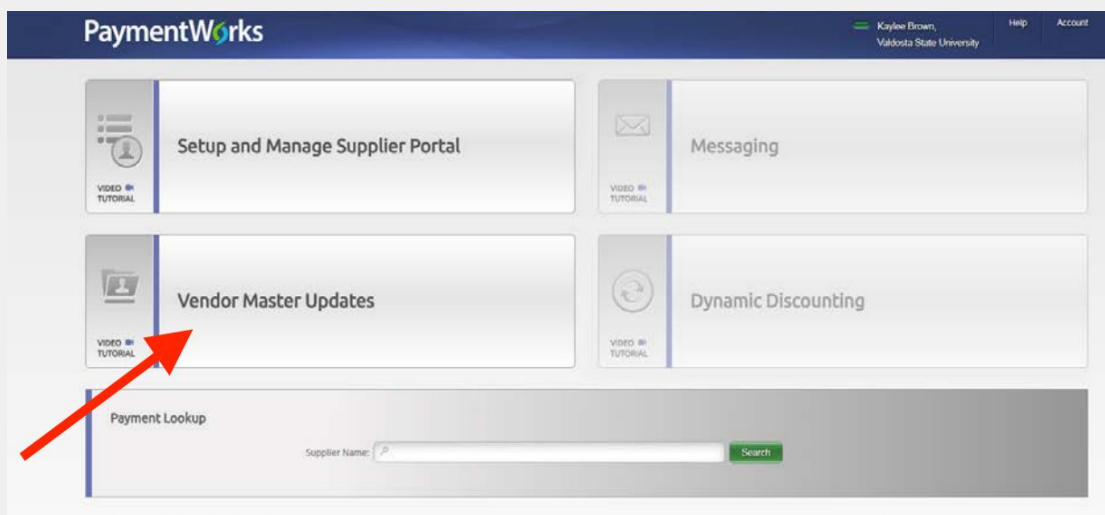 PaymentWorks
Kaylee Brown,
Valdosta State University
Help
Account
Setup and Manage Supplier Portal
VIDEO
TUTORIAL
Messaging
VIDEO
TUTORIAL
Vendor Master Updates
VIDEO
TUTORIAL
Dynamic Discounting
VIDEO
TUTORIAL
Payment Lookup
Supplier Name:
Search